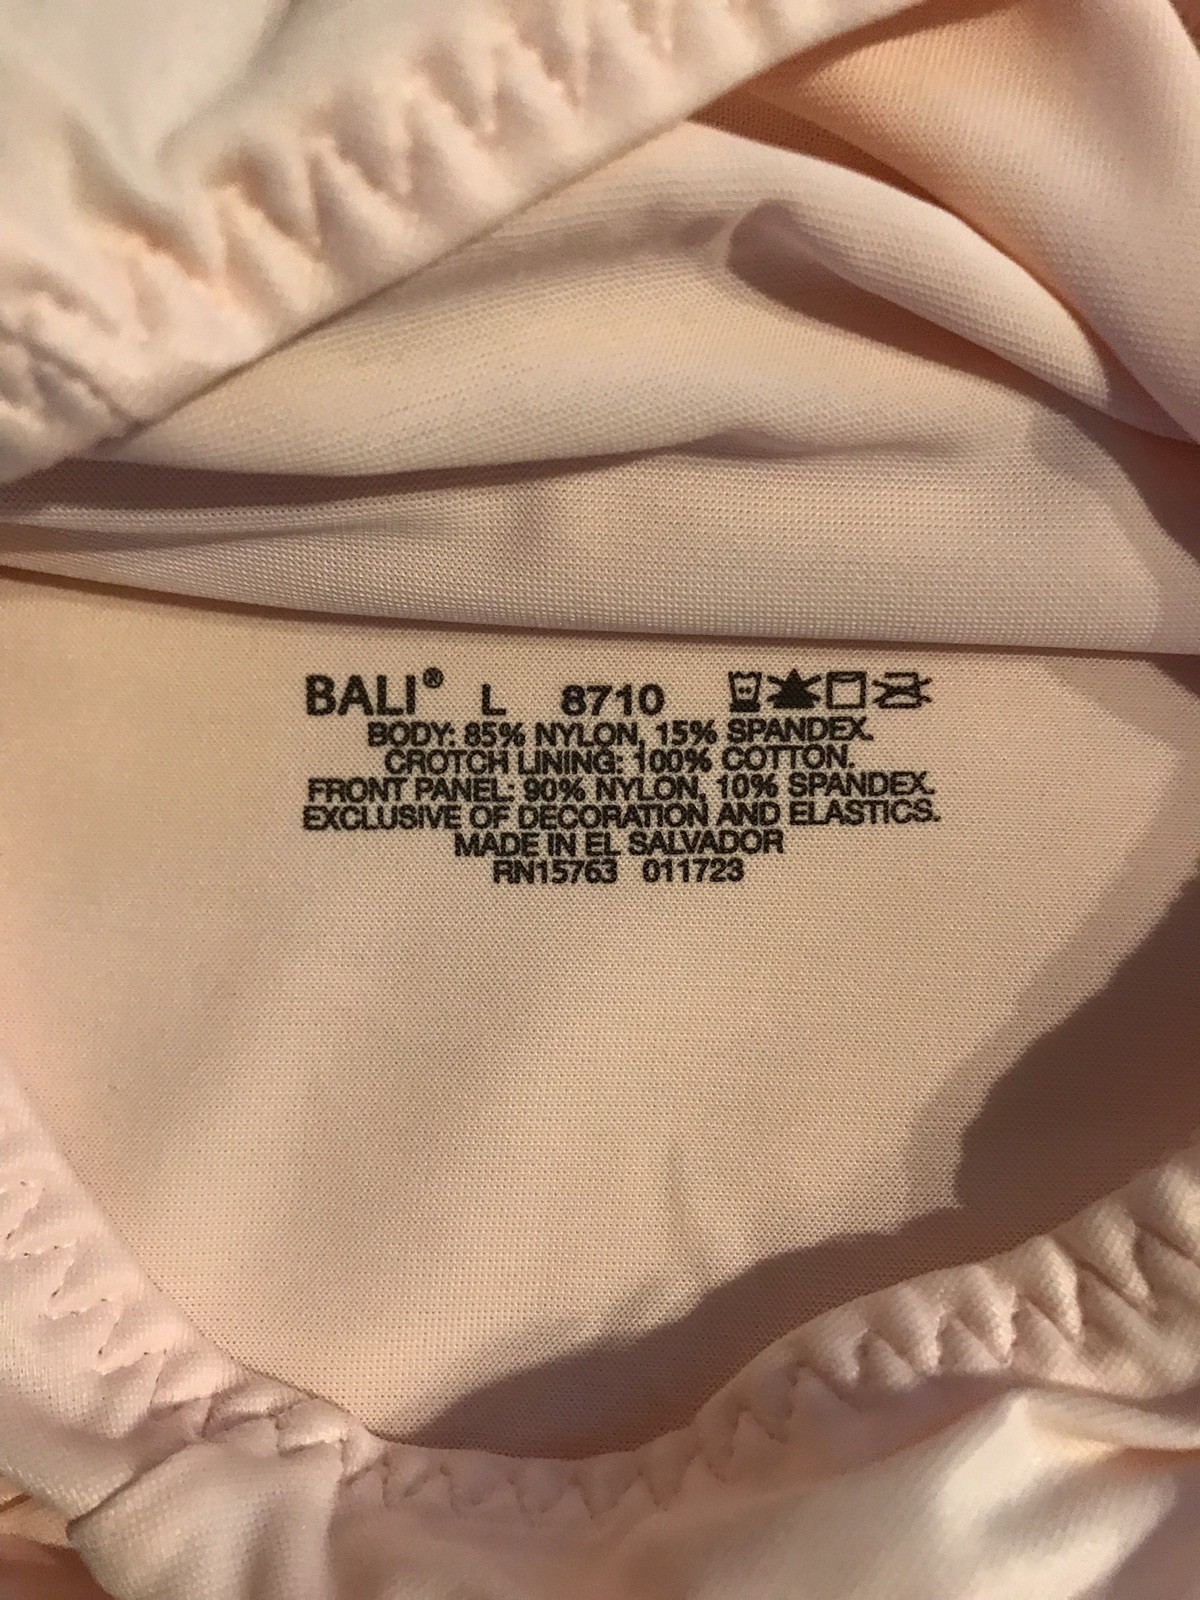 BALI® L 8710
BODY: 85% NYLON, 15% SPANDEX.
CROTCH LINING: 100% COTTON.
FRONT PANEL: 90% NYLON, 10% SPANDEX.
EXCLUSIVE OF DECORATION AND ELASTICS.
MADE IN EL SALVADOR
RN15763 011723